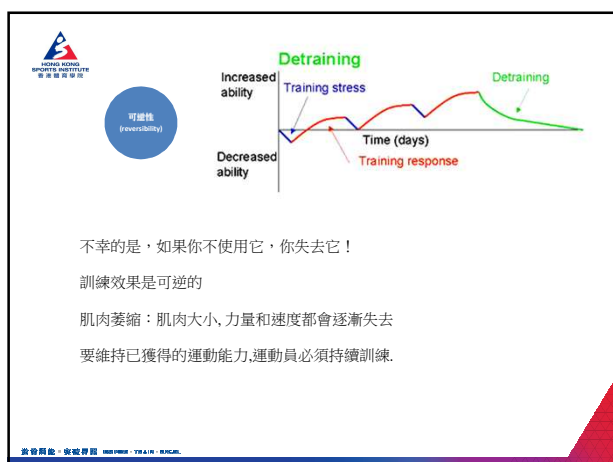 HONG KONG
SPORTS INSTITUTE
香港體育學院
可逆性
(reversibility)
Detraining
Increased
ability
Training stress
Detraining
Time (days)
Decreased
ability
Training response
不幸的是，如果你不使用它，你失去它！
訓練效果是可逆的
肌肉萎縮：肌肉大小, 力量和速度都會逐漸失去
要維持已獲得的運動能力,運動員必須持續訓練.